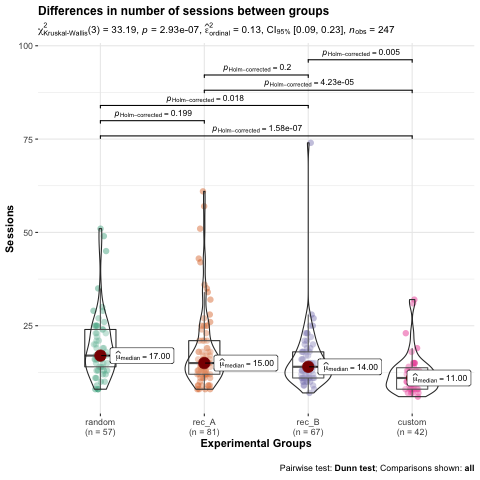 Differences in number of sessions between groups
χ²Kruskal-Wallis(3) = 33.19, p = 2.93e-07, ε̂²ordinal = 0.13, CI95% [0.09, 0.23], nobs = 247
100
pHolm-corrected = 0.005
pHolm-corrected = 0.2
pHolm-corrected = 4.23e-05
pHolm-corrected = 0.018
pHolm-corrected = 0.199
pHolm-corrected = 1.58e-07
75
50
25
Sessions
μ̂median = 17.00
μ̂median = 15.00
μ̂median = 14.00
μ̂median = 11.00
random rec_A rec_B custom
(n = 57) (n = 81) (n = 67) (n = 42)
Experimental Groups
Pairwise test: Dunn test; Comparisons shown: all